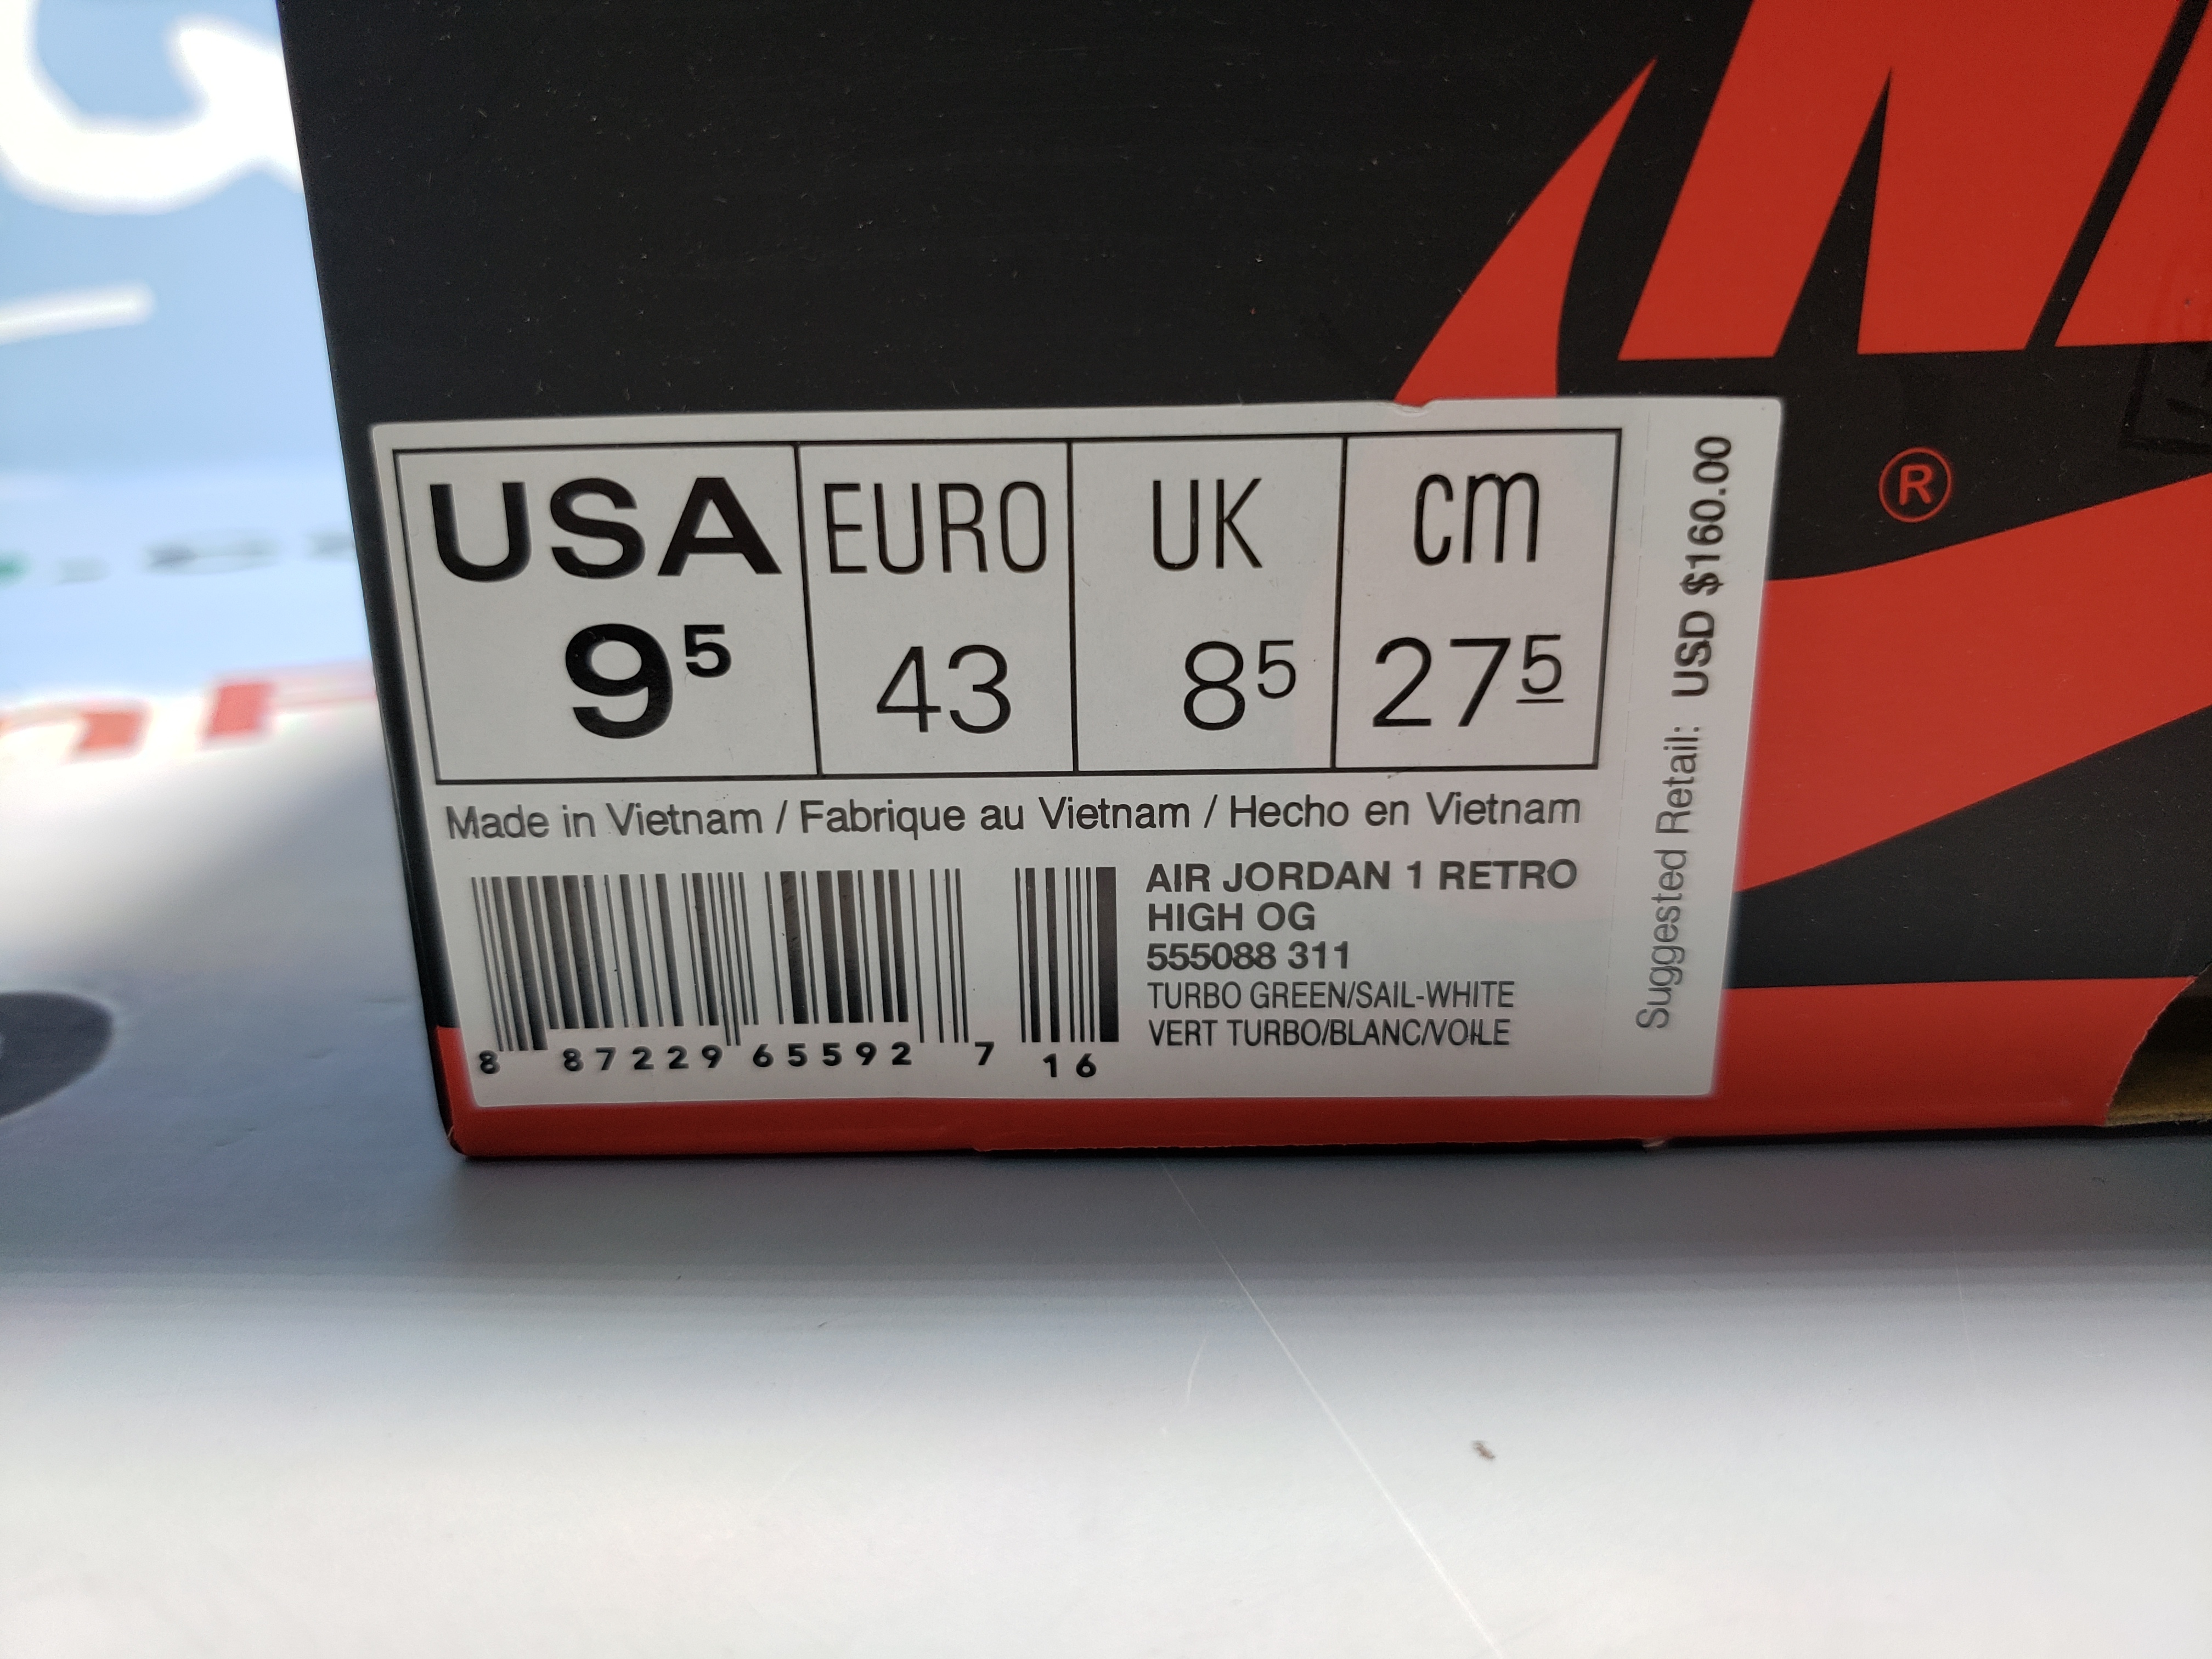 USA EURO UK cm
9⁵ 43 8⁵ 27⁵
Made in Vietnam / Fabrique au Vietnam / Hecho en Vietnam
AIR JORDAN 1 RETRO
HIGH OG
555088 311
TURBO GREEN/SAIL-WHITE
VERT TURBO/BLANC/VOILE
8 87229 65592 7 16
Suggested Retail: USD $160.00
®